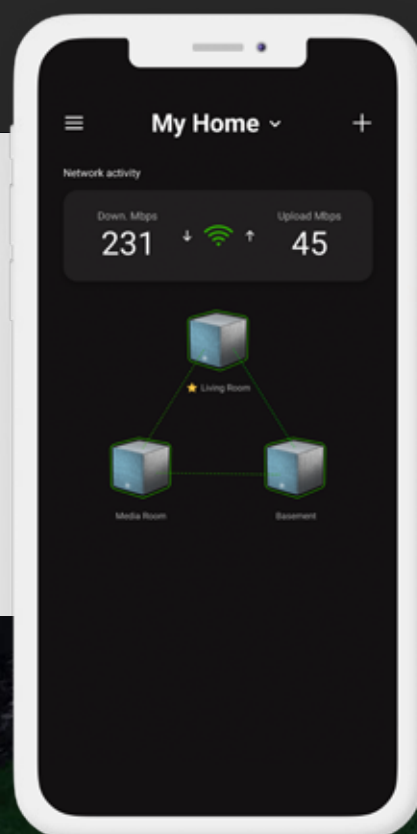 My Home
Network activity
Down. Mbps
231
Upload Mbps
45
Living Room
Media Room
Basement